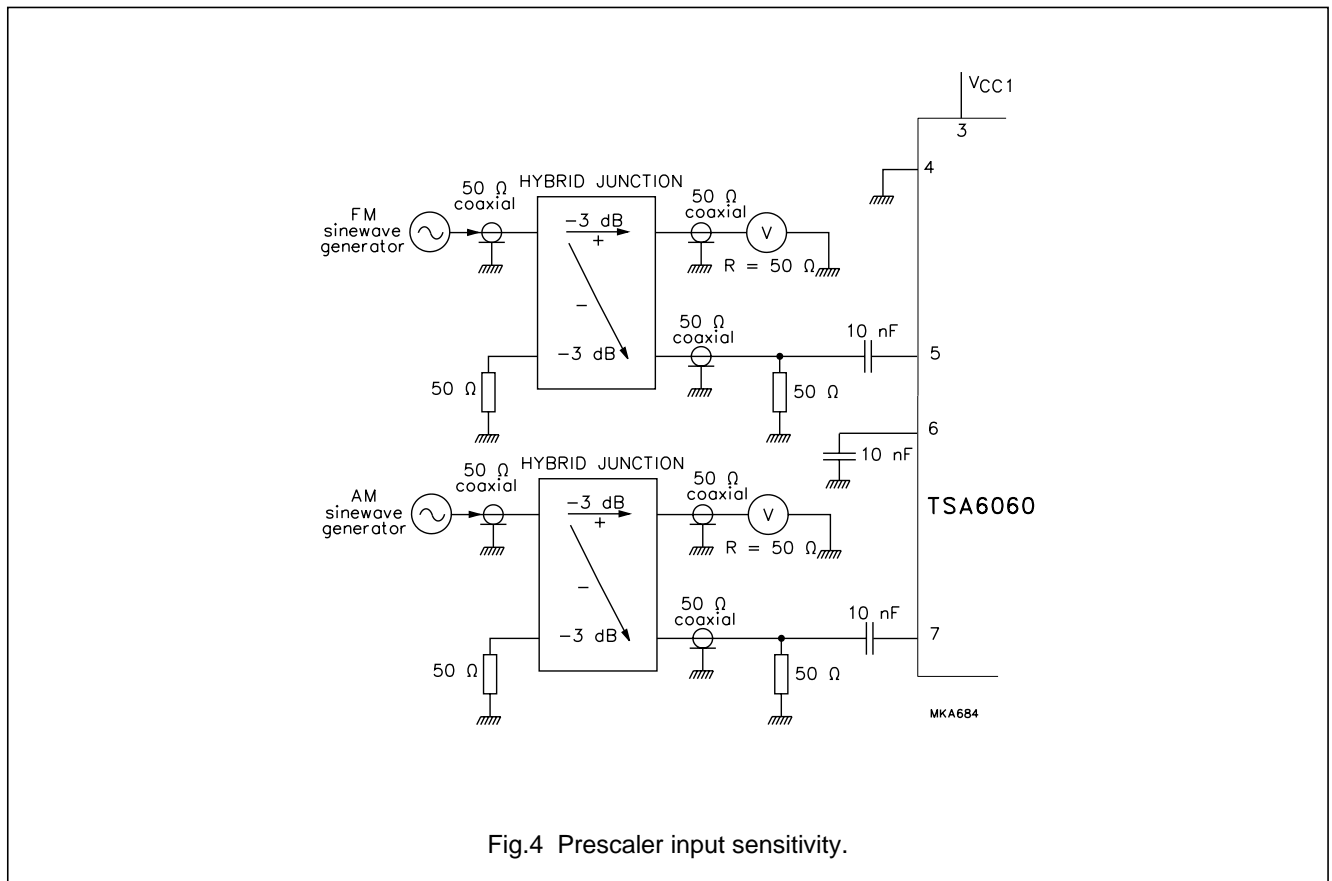 VCC1
3
4
HYBRID JUNCTION
50 Ω
coaxial
50 Ω
coaxial
FM
sinewave
generator
-3 dB
+
V
R = 50 Ω
–
50 Ω
coaxial
10 nF
-3 dB
5
50 Ω
50 Ω
6
10 nF
HYBRID JUNCTION
50 Ω
coaxial
50 Ω
coaxial
AM
sinewave
generator
-3 dB
+
V
TSA6060
R = 50 Ω
–
50 Ω
coaxial
10 nF
-3 dB
7
50 Ω
50 Ω
MKA684
Fig.4 Prescaler input sensitivity.